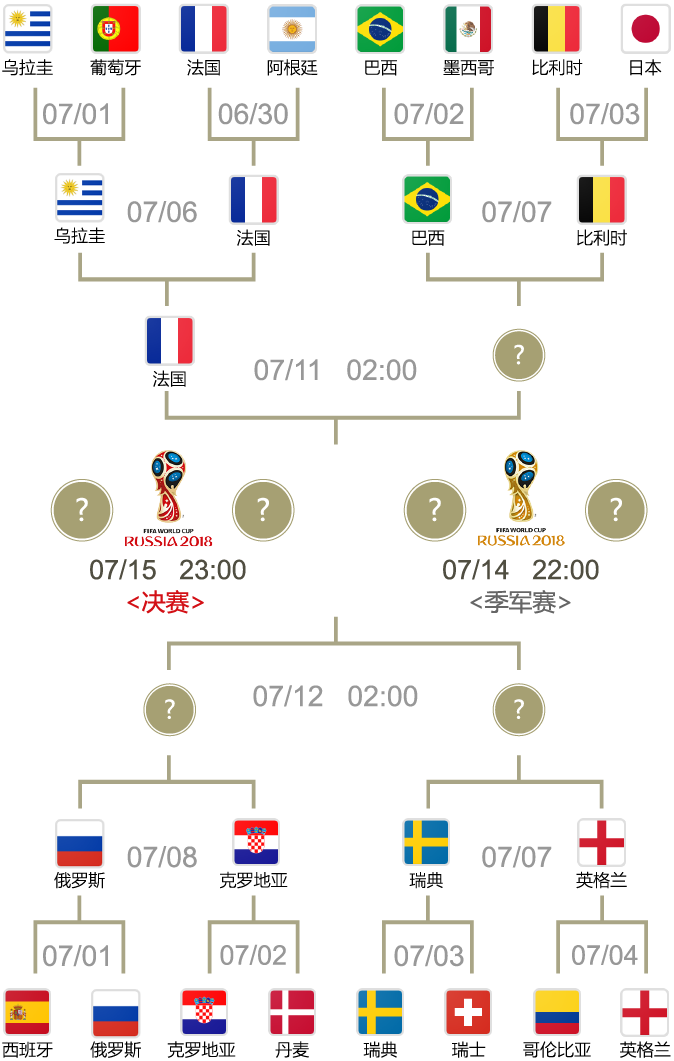 乌拉圭 葡萄牙 法国 阿根廷 巴西 墨西哥 比利时 日本
07/01 06/30 07/02 07/03
乌拉圭 07/06 法国 巴西 07/07 比利时
法国 07/11 02:00 ?
? ? ? ?
FIFA WORLD CUP FIFA WORLD CUP
RUSSIA 2018 RUSSIA 2018
07/15 23:00 07/14 22:00
<决赛> <季军赛>
? 07/12 02:00 ?
俄罗斯 07/08 克罗地亚 瑞典 07/07 英格兰
07/01 07/02 07/03 07/04
西班牙 俄罗斯 克罗地亚 丹麦 瑞典 瑞士 哥伦比亚 英格兰